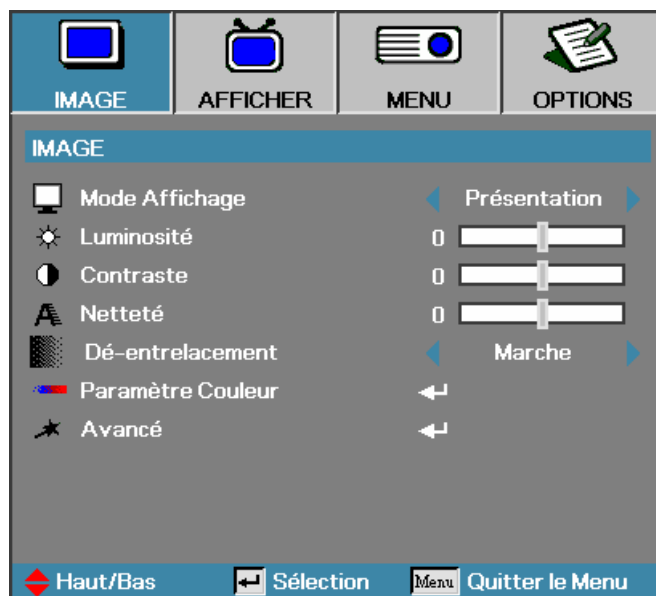 IMAGE AFFICHER MENU OPTIONS
IMAGE
Mode Affichage Présentation
Luminosité 0
Contraste 0
Netteté 0
Dé-entrelacement Marche
Paramètre Couleur
Avancé
Haut/Bas Sélection Menu Quitter le Menu